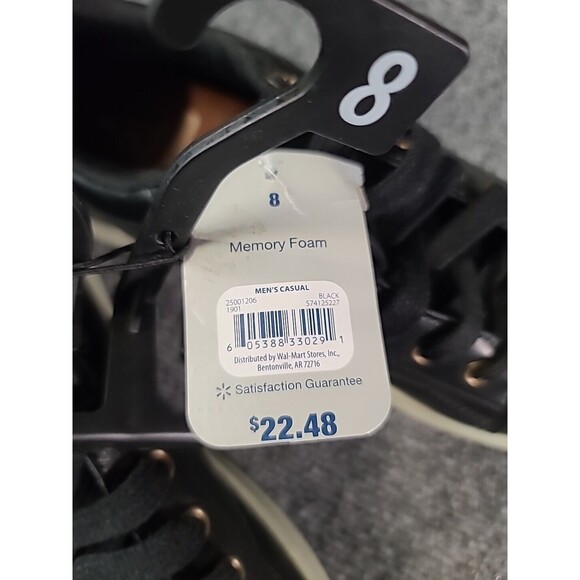 8
8
Memory Foam
MEN'S CASUAL
25001206 BLACK
1901 574125227
6 05388 33029 1
Distributed by Wal-Mart Stores, Inc.,
Bentonville, AR 72716
Satisfaction Guarantee
$22.48